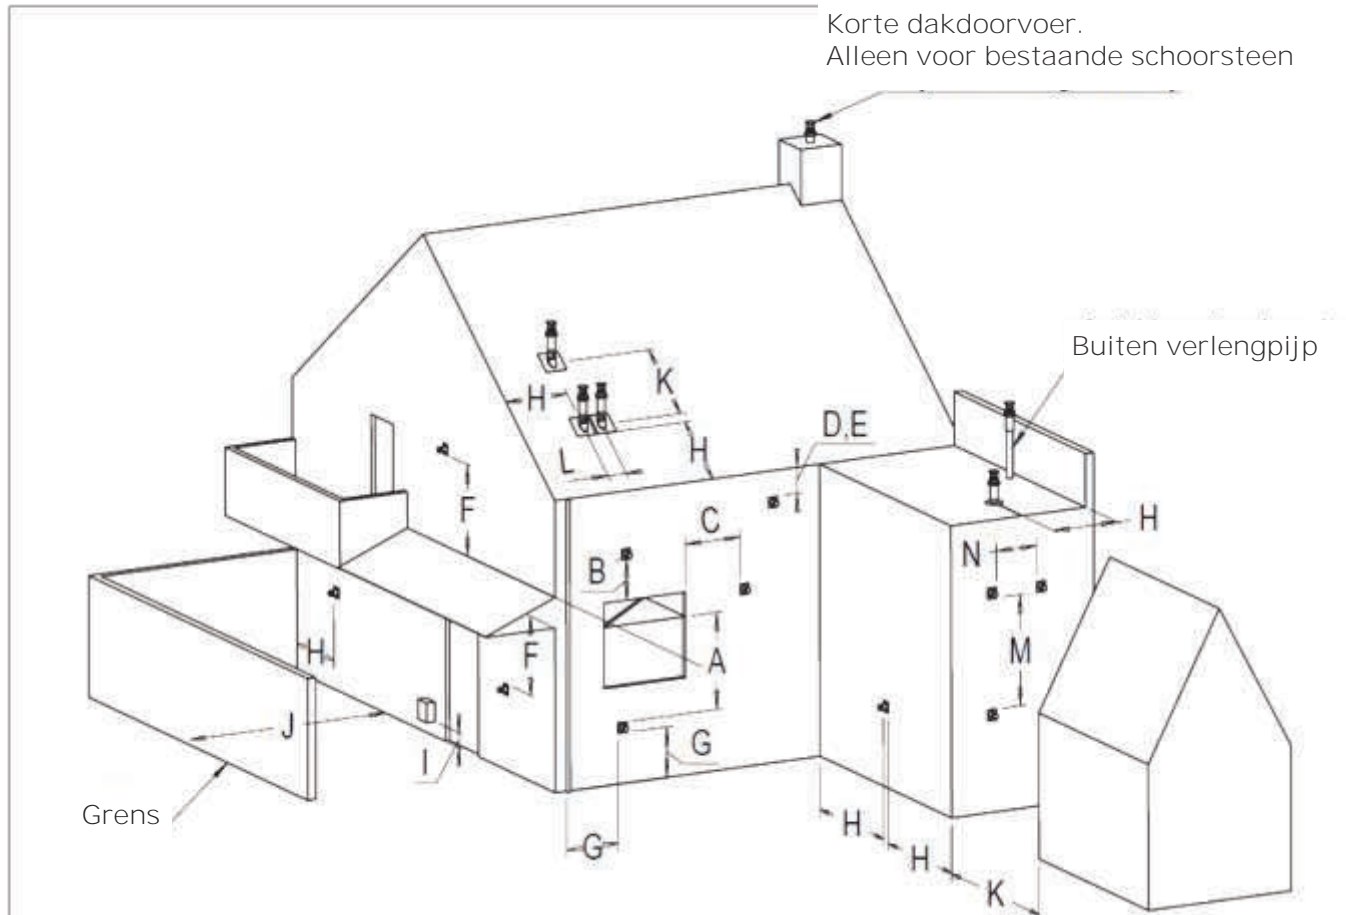 Korte dakdoorvoer.
Alleen voor bestaande schoorsteen
Buiten verlengpijp
K
H
D,E
L
H
F
C
H
N
B
H
F
A
M
J
G
I
Grens
G
H
H
K